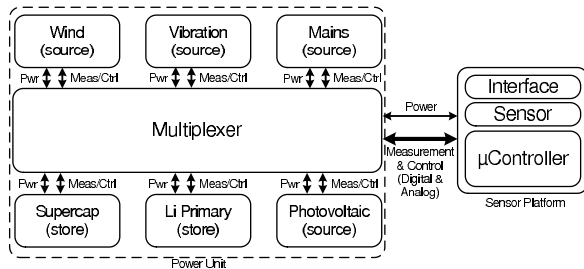 Wind
(source)
Vibration
(source)
Mains
(source)
Pwr Meas/Ctrl Pwr Meas/Ctrl Pwr Meas/Ctrl
Multiplexer
Pwr Meas/Ctrl Pwr Meas/Ctrl Pwr Meas/Ctrl
Supercap
(store)
Li Primary
(store)
Photovoltaic
(source)
Power Unit
Power
Measurement
& Control
(Digital &
Analog)
Interface
Sensor
µController
Sensor Platform